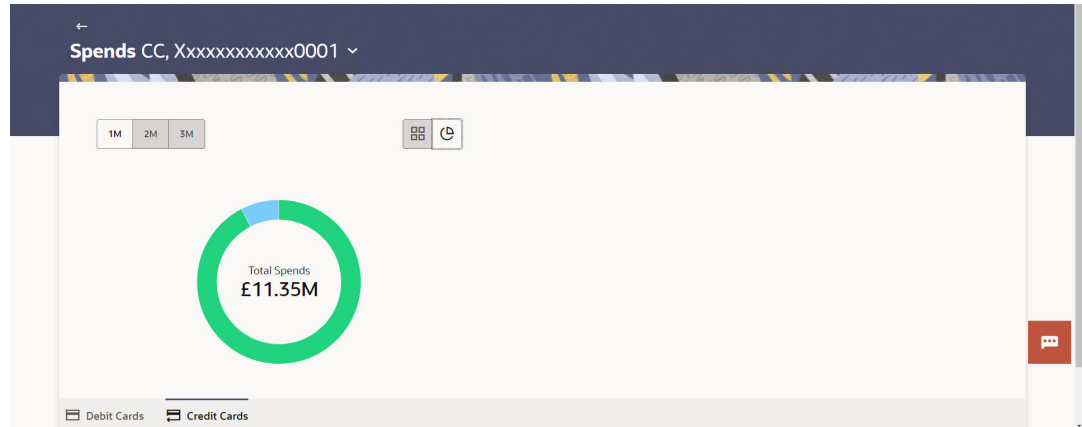 Spends CC, Xxxxxxxxxxxx0001
1M 2M 3M
Total Spends
£11.35M
Debit Cards Credit Cards